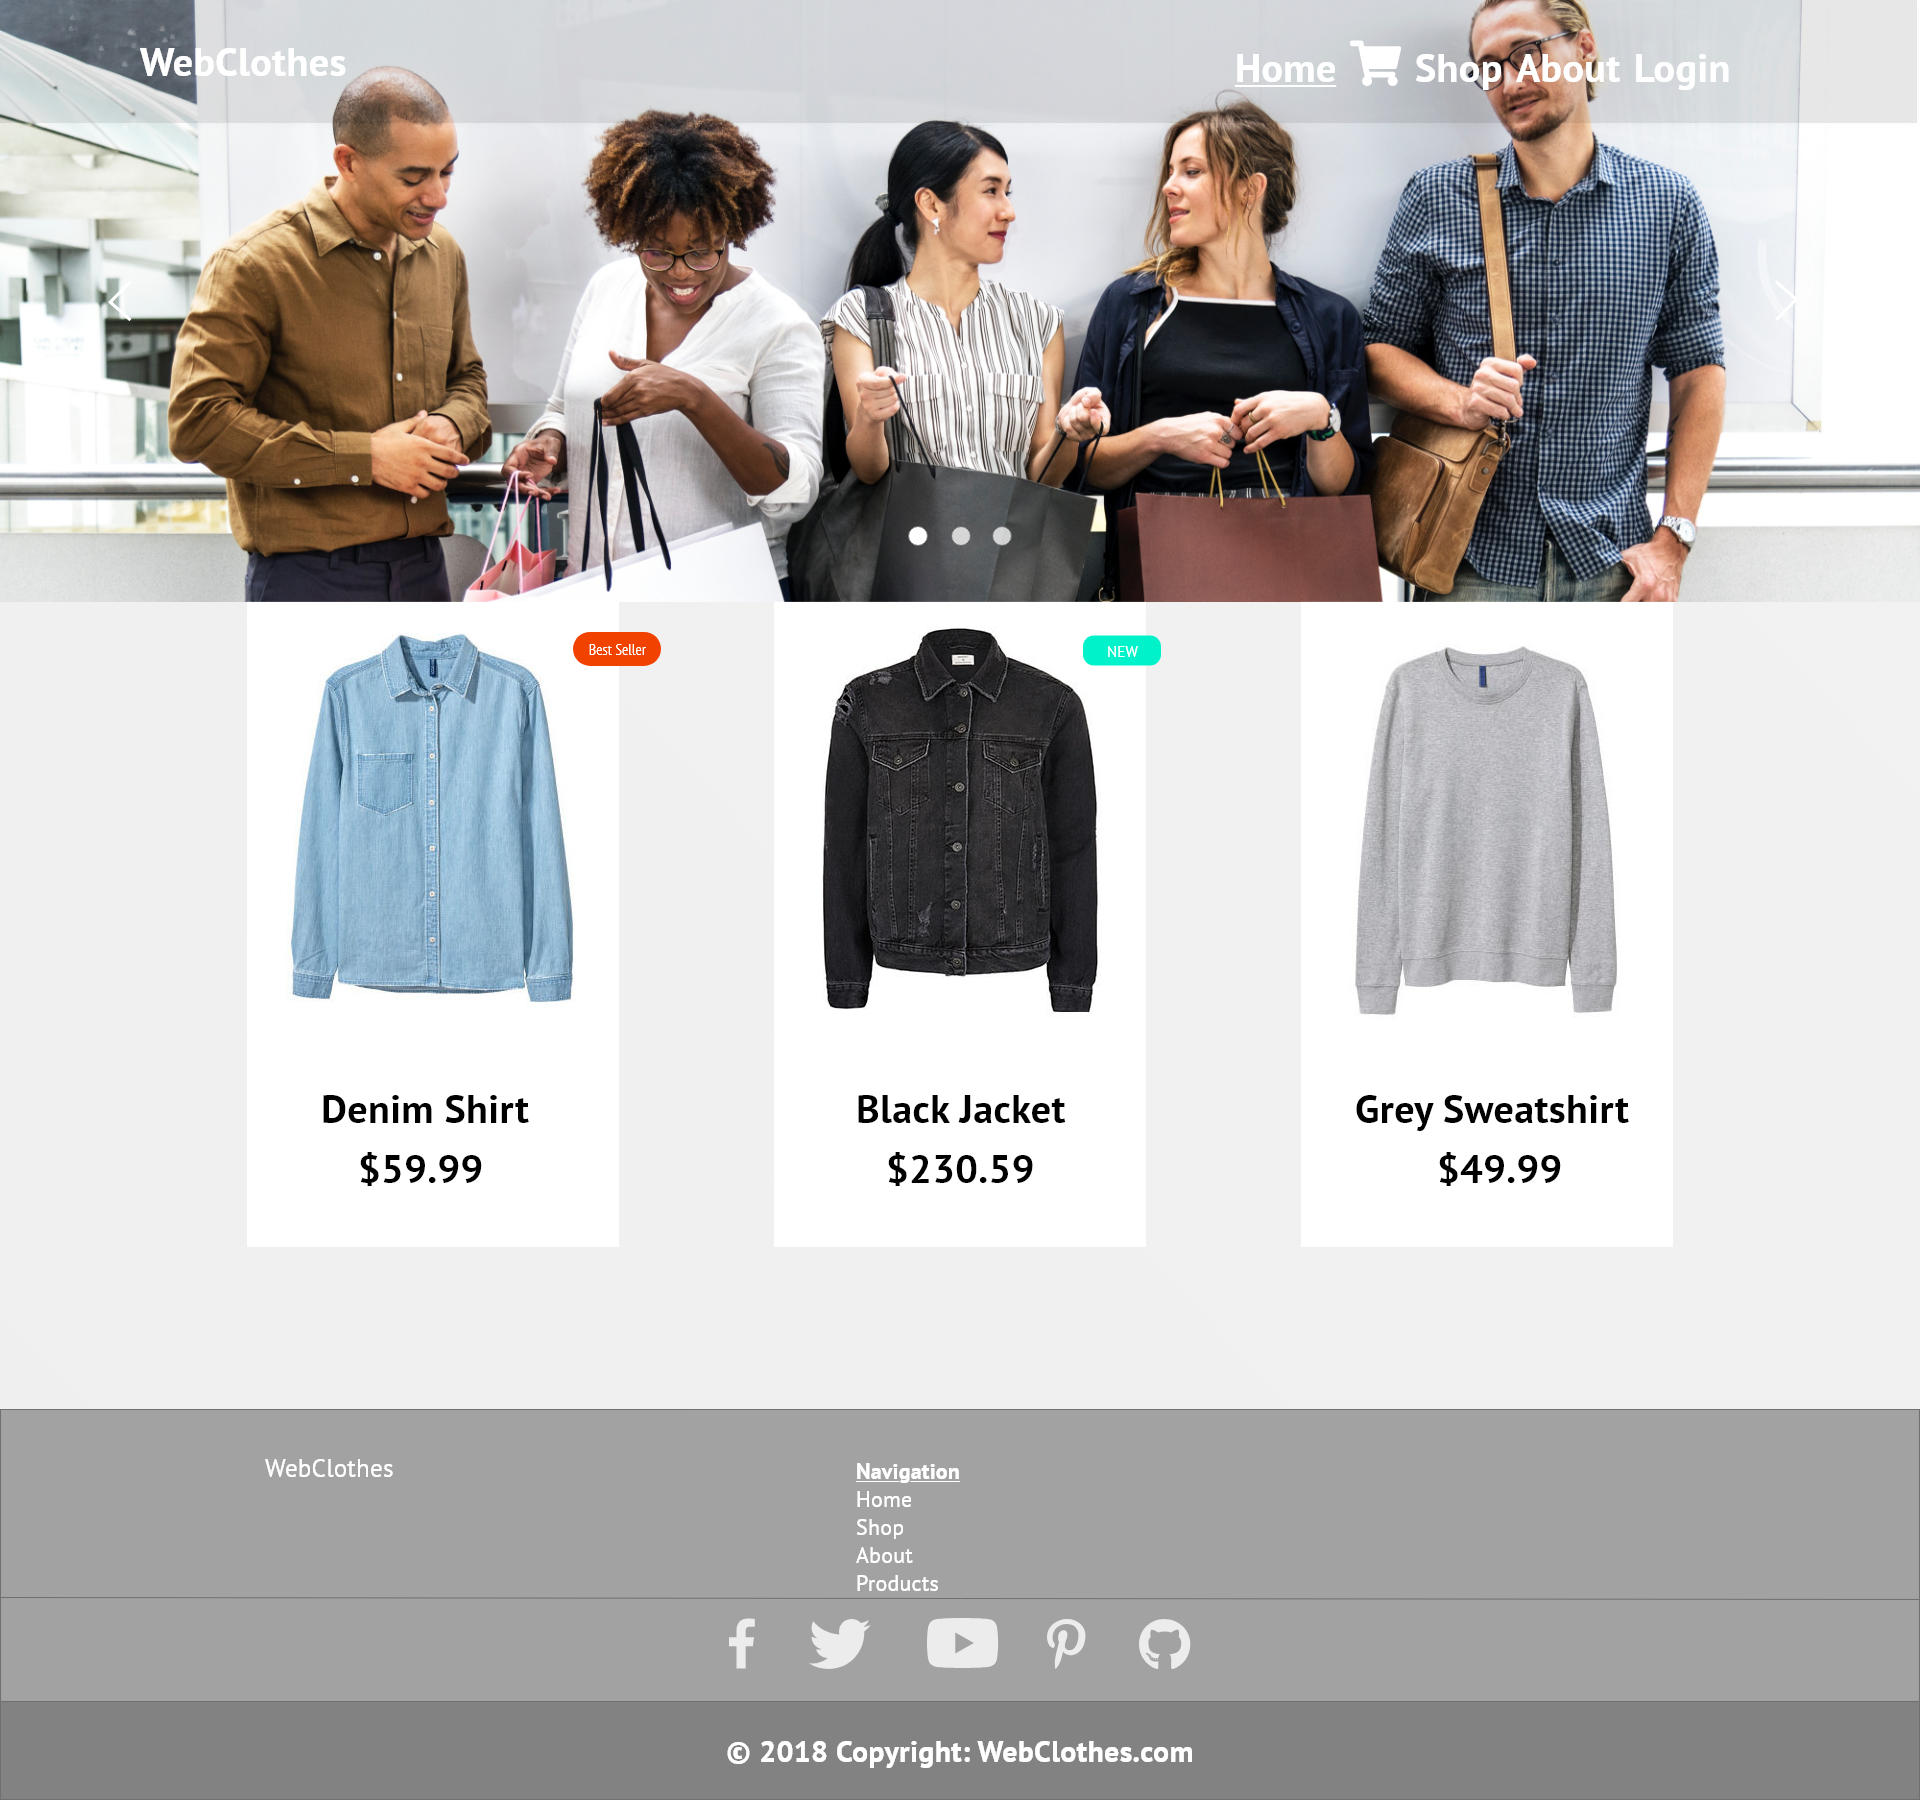 WebClothes
Home Shop About Login
Best Seller
NEW
Denim Shirt
$59.99
Black Jacket
$230.59
Grey Sweatshirt
$49.99
WebClothes
Navigation
Home
Shop
About
Products
© 2018 Copyright: WebClothes.com